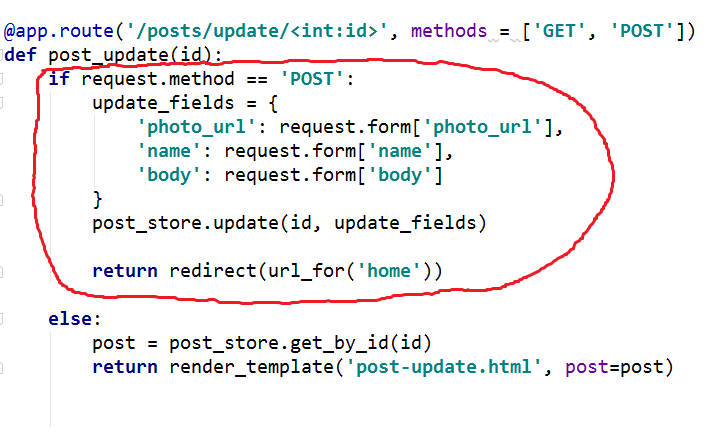 @app.route('/posts/update/<int:id>', methods = ['GET', 'POST'])
def post_update(id):
    if request.method == 'POST':
        update_fields = {
            'photo_url': request.form['photo_url'],
            'name': request.form['name'],
            'body': request.form['body']
        }
        post_store.update(id, update_fields)

        return redirect(url_for('home'))

    else:
        post = post_store.get_by_id(id)
        return render_template('post-update.html', post=post)